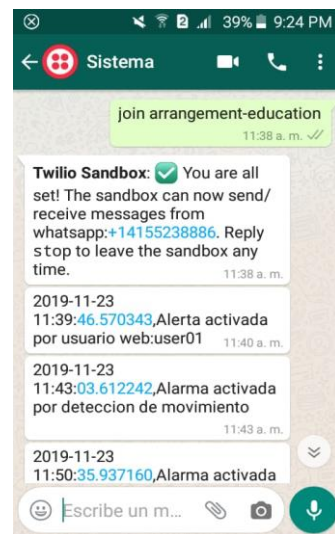 2 39% 9:24 PM
Sistema
join arrangement-education
11:38 a. m.
Twilio Sandbox: ✅ You are all
set! The sandbox can now send/
receive messages from
whatsapp:+14155238886. Reply
stop to leave the sandbox any
time.
11:38 a. m.
2019-11-23
11:39:46.570343,Alerta activada
por usuario web:user01
11:40 a. m.
2019-11-23
11:43:03.612242,Alarma activada
por deteccion de movimiento
11:43 a. m.
2019-11-23
11:50:35.937160,Alarma activada
Escribe un m...